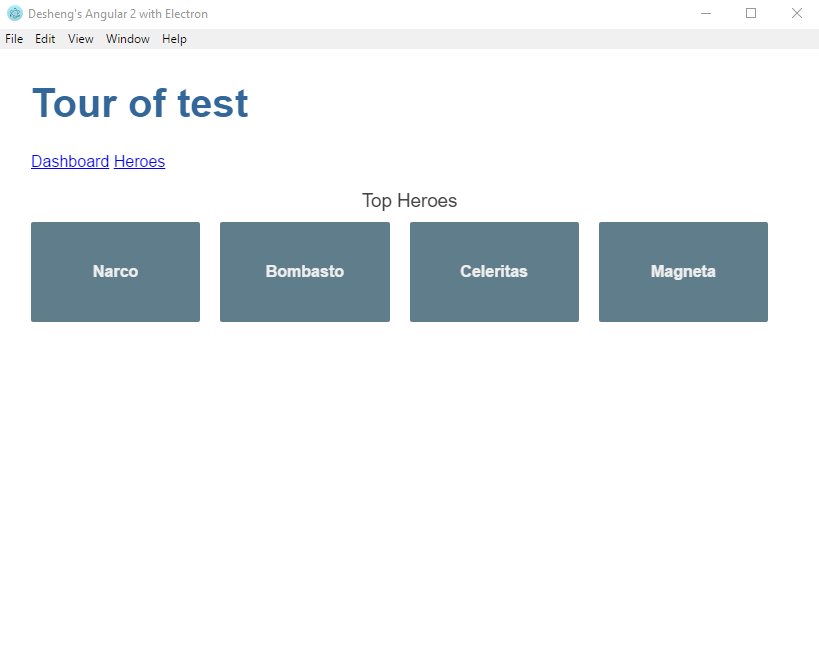 Desheng's Angular 2 with Electron
File Edit View Window Help
Tour of test
Dashboard Heroes
Top Heroes
Narco Bombasto Celeritas Magneta